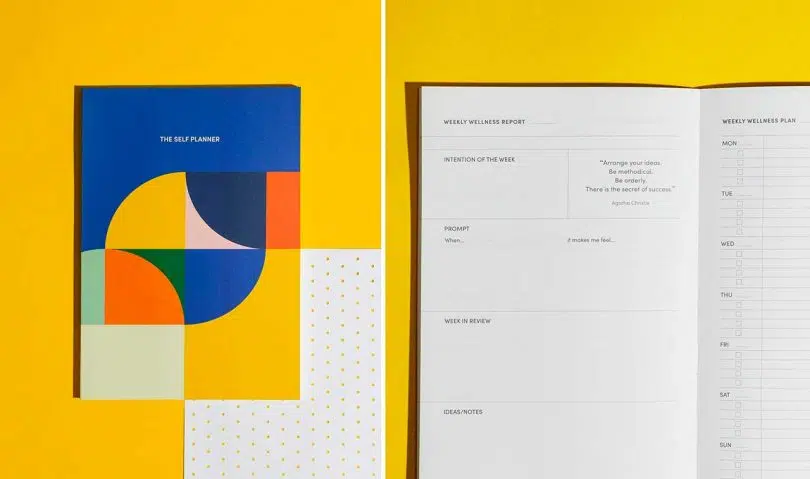 THE SELF PLANNER
WEEKLY WELLNESS REPORT
INTENTION OF THE WEEK
"Arrange your ideas.
Be methodical.
Be orderly.
There is the secret of success."
Agatha Christie
PROMPT
When... it makes me feel...
WEEK IN REVIEW
IDEAS/NOTES
WEEKLY WELLNESS PLAN
MON
TUE
WED
THU
FRI
SAT
SUN